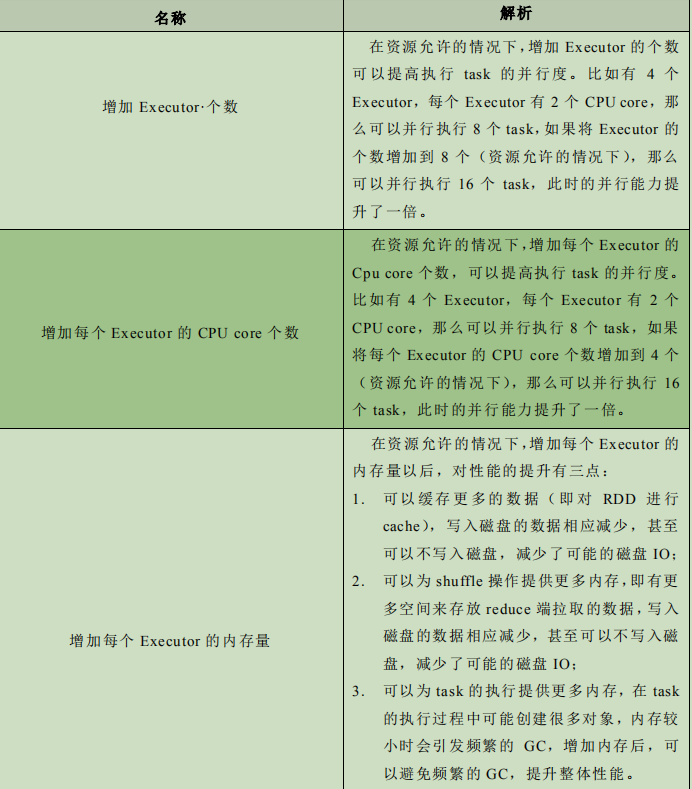 名称
解析
增加 Executor·个数
在资源允许的情况下，增加 Executor 的个数
可以提高执行 task 的并行度。比如有 4 个
Executor，每个 Executor 有 2 个 CPU core，那
么可以并行执行 8 个 task，如果将 Executor 的
个数增加到 8 个（资源允许的情况下），那么
可以并行执行 16 个 task，此时的并行能力提
升了一倍。
增加每个 Executor 的 CPU core 个数
在资源允许的情况下，增加每个 Executor 的
Cpu core 个数，可以提高执行 task 的并行度。
比如有 4 个 Executor，每个 Executor 有 2 个
CPU core，那么可以并行执行 8 个 task，如果
将每个 Executor 的 CPU core 个数增加到 4 个
（资源允许的情况下），那么可以并行执行 16
个 task，此时的并行能力提升了一倍。
增加每个 Executor 的内存量
在资源允许的情况下，增加每个 Executor 的
内存量以后，对性能的提升有三点：
1. 可以缓存更多的数据（即对 RDD 进行
cache），写入磁盘的数据相应减少，甚至
可以不写入磁盘，减少了可能的磁盘 IO；
2. 可以为 shuffle 操作提供更多内存，即有更
多空间来存放 reduce 端拉取的数据，写入
磁盘的数据相应减少，甚至可以不写入磁
盘，减少了可能的磁盘 IO；
3. 可以为 task 的执行提供更多内存，在 task
的执行过程中可能创建很多对象，内存较
小时会引发频繁的 GC，增加内存后，可
以避免频繁的 GC，提升整体性能。